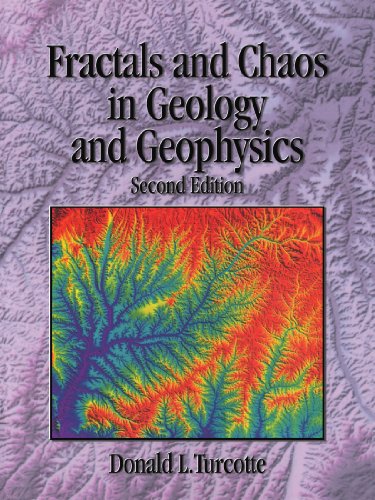 Fractals and Chaos
in Geology
and Geophysics
Second Edition
Donald L. Turcotte